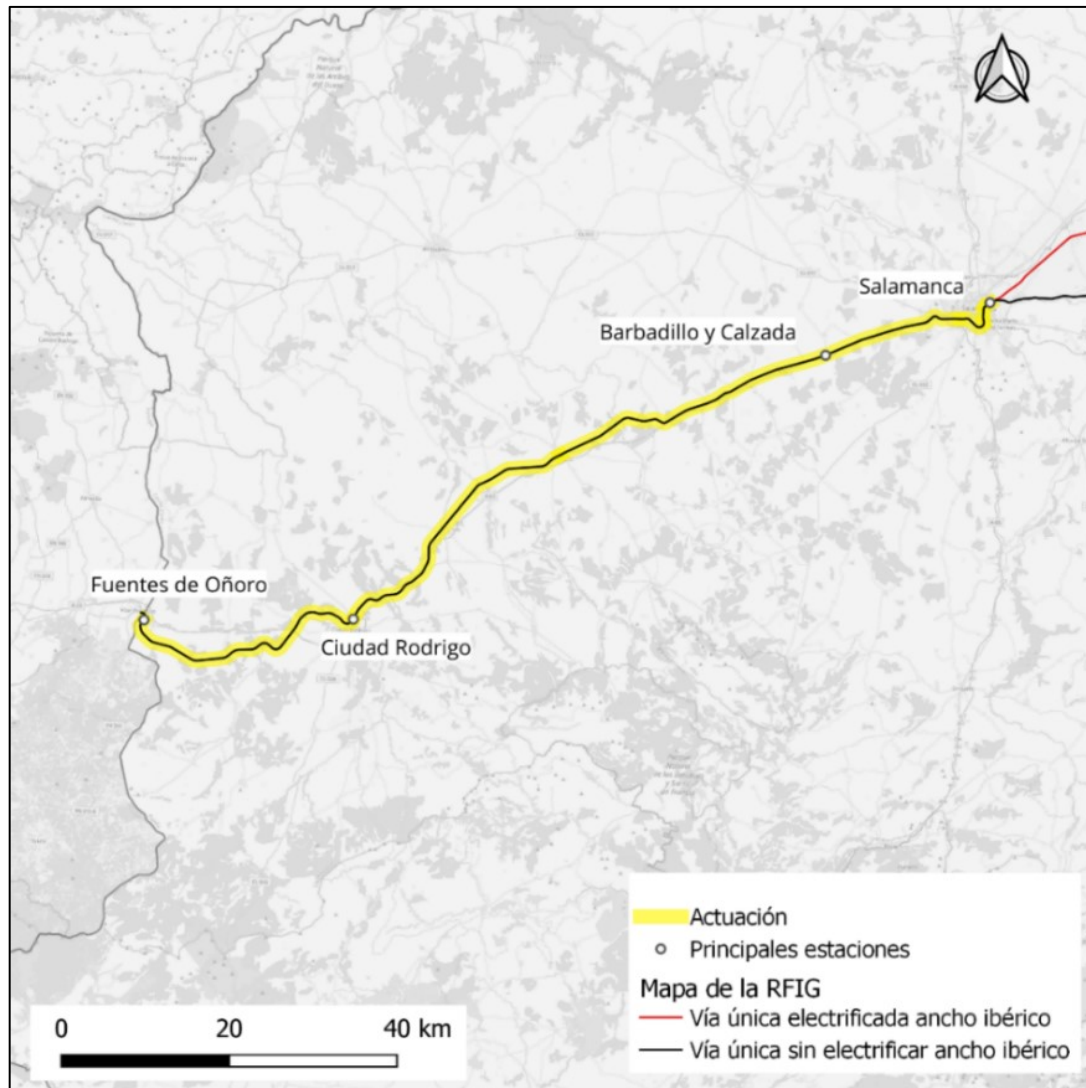 Salamanca
Barbadillo y Calzada
Fuentes de Oñoro
Ciudad Rodrigo
Actuación
Principales estaciones
Mapa de la RFIG
Vía única electrificada ancho ibérico
Vía única sin electrificar ancho ibérico
0 20 40 km